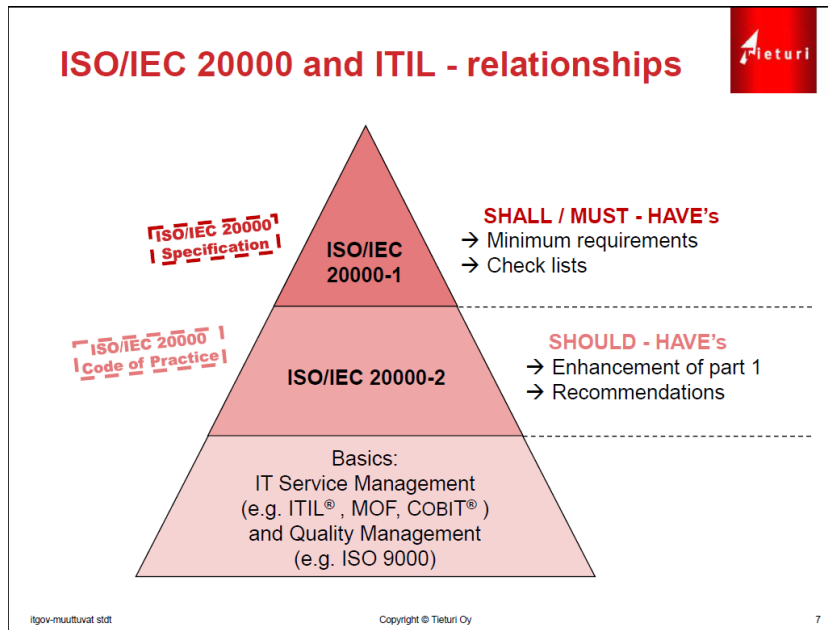 ISO/IEC 20000 and ITIL - relationships
Tieturi
ISO/IEC 20000
Specification
ISO/IEC
20000-1
SHALL / MUST - HAVE's
→ Minimum requirements
→ Check lists
ISO/IEC 20000
Code of Practice
ISO/IEC 20000-2
SHOULD - HAVE's
→ Enhancement of part 1
→ Recommendations
Basics:
IT Service Management
(e.g. ITIL® , MOF, COBIT® )
and Quality Management
(e.g. ISO 9000)
itgov-muuttuvat stdt
Copyright © Tieturi Oy
7